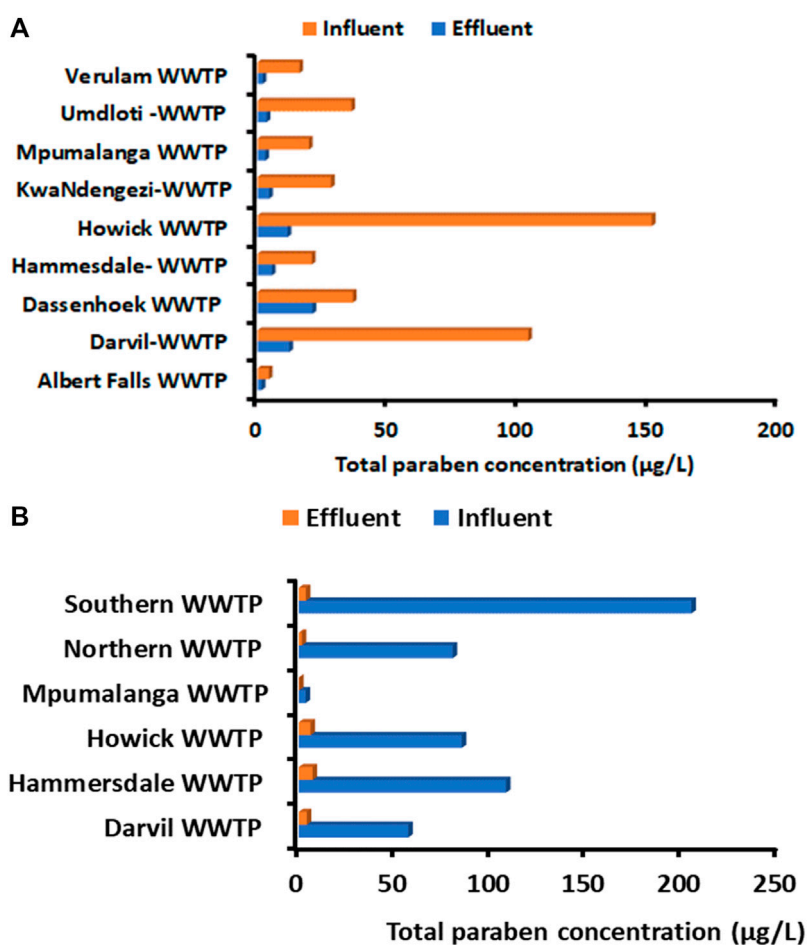 A
Influent Effluent
Verulam WWTP
Umdloti -WWTP
Mpumalanga WWTP
KwaNdengezi-WWTP
Howick WWTP
Hammesdale- WWTP
Dassenhoek WWTP
Darvil-WWTP
Albert Falls WWTP
0 50 100 150 200
Total paraben concentration (µg/L)
B
Effluent Influent
Southern WWTP
Northern WWTP
Mpumalanga WWTP
Howick WWTP
Hammersdale WWTP
Darvil WWTP
0 50 100 150 200 250
Total paraben concentration (µg/L)